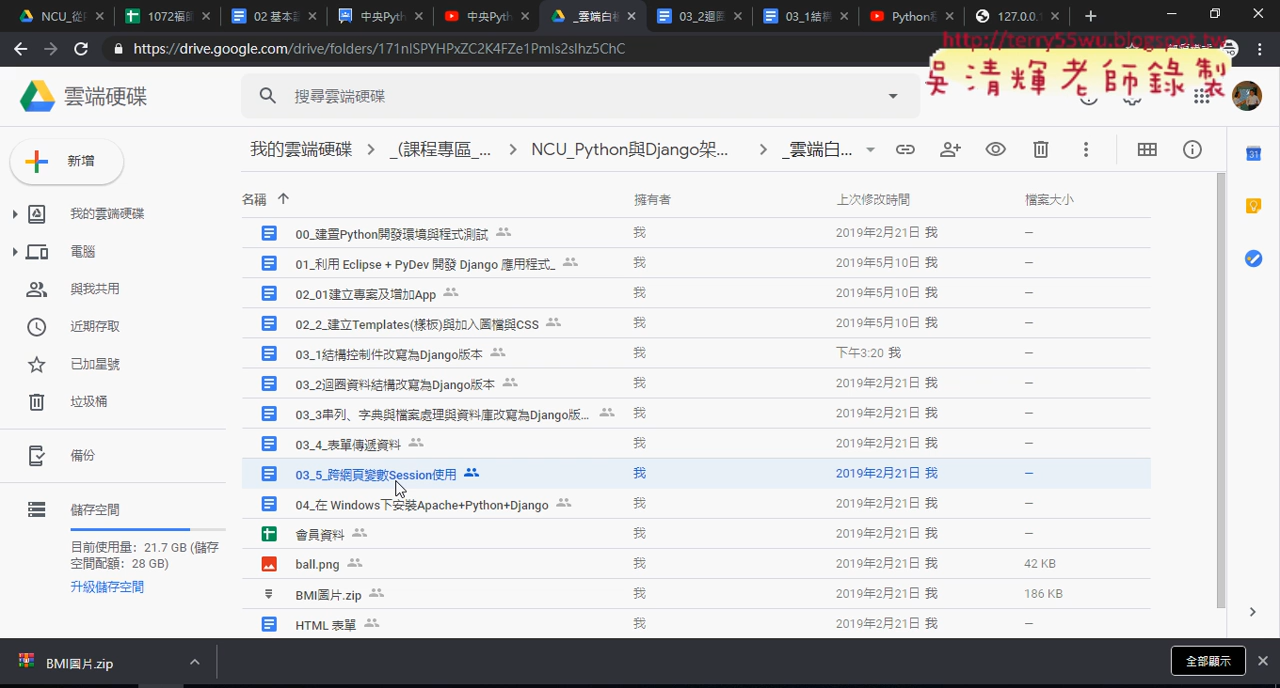 NCU_從
1072福
02 基本
中央Pyth
中央Pyth
_雲端白
03_2迴
03_1結
Python
127.0.0.1
https://drive.google.com/drive/folders/171nISPYHPxZC2K4FZe1PmIs2sIhz5ChC
http://terry55wu.blogspot.tw
吳清輝老師錄製
雲端硬碟
搜尋雲端硬碟
新增
我的雲端硬碟
電腦
與我共用
近期存取
已加星號
垃圾桶
備份
儲存空間
目前使用量：21.7 GB (儲存
空間配額：28 GB)
升級儲存空間
我的雲端硬碟 > _(課程專區_... > NCU_Python與Django架... > _雲端白...
名稱 擁有者 上次修改時間 檔案大小
00_建置Python開發環境與程式測試 我 2019年2月21日 我 –
01_利用 Eclipse + PyDev 開發 Django 應用程式_ 我 2019年5月10日 我 –
02_01建立專案及增加App 我 2019年5月10日 我 –
02_2_建立Templates(樣板)與加入圖檔與CSS 我 2019年5月10日 我 –
03_1結構控制件改寫為Django版本 我 下午3:20 我 –
03_2迴圈資料結構改寫為Django版本 我 2019年2月21日 我 –
03_3串列、字典與檔案處理與資料庫改寫為Django版... 我 2019年2月21日 我 –
03_4_表單傳遞資料 我 2019年2月21日 我 –
03_5_跨網頁變數Session使用 我 2019年2月21日 我 –
04_在 Windows下安裝Apache+Python+Django 我 2019年2月21日 我 –
會員資料 我 2019年2月21日 我 –
ball.png 我 2019年2月21日 我 42 KB
BMI圖片.zip 我 2019年2月21日 我 186 KB
HTML 表單 我 2019年2月21日 我 –
31
BMI圖片.zip
全部顯示